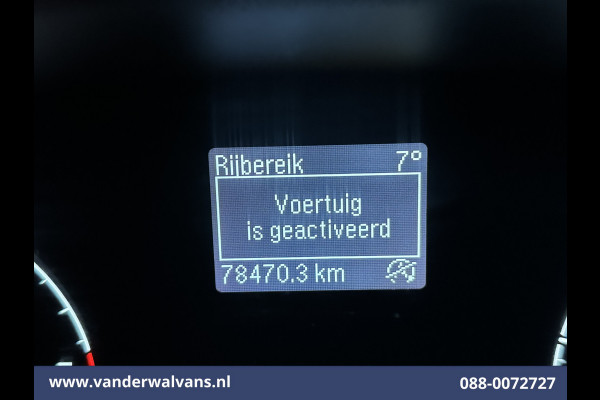 Rijbereik 7°
Voertuig
is geactiveerd
78470.3 km
www.vanderwalvans.nl 088-0072727